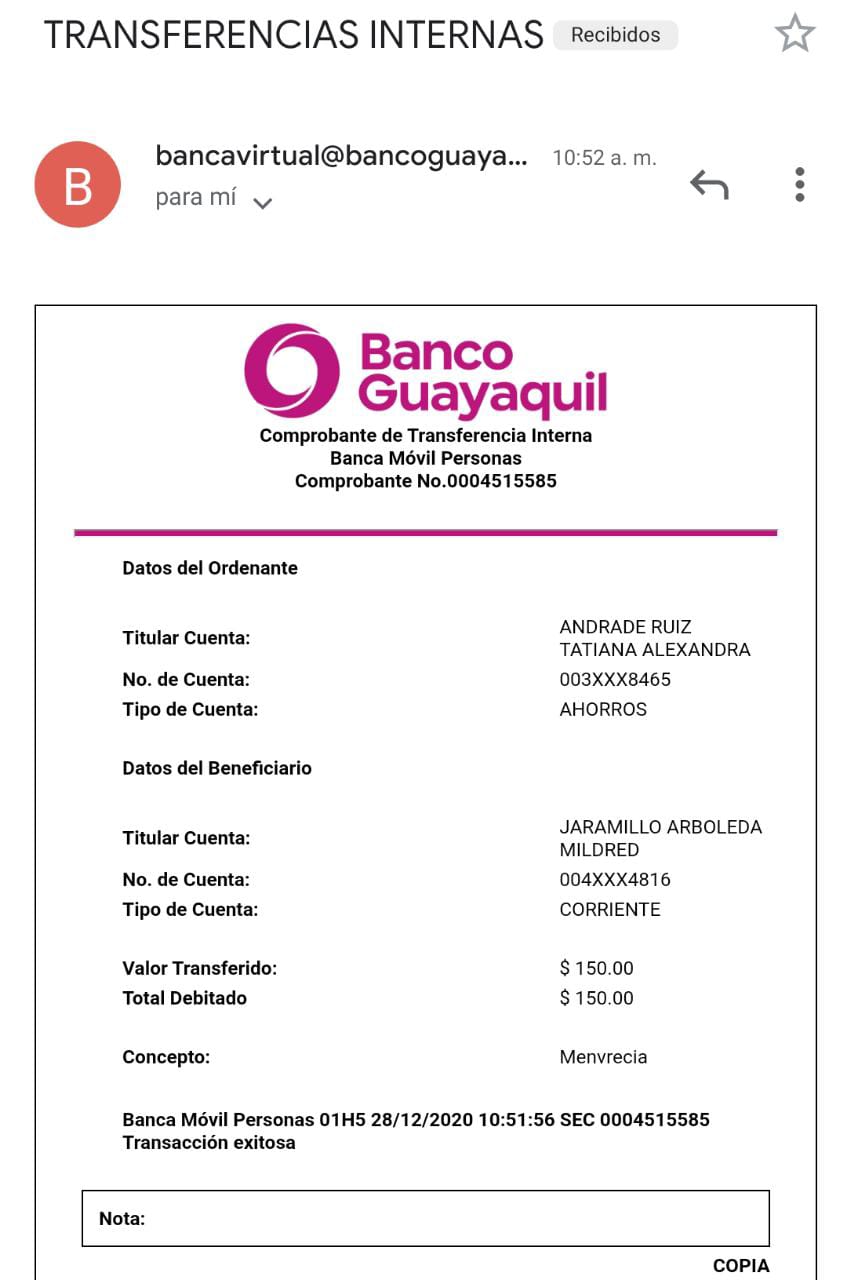 TRANSFERENCIAS INTERNAS Recibidos
B
bancavirtual@bancoguaya... 10:52 a. m.
para mí
Banco
Guayaquil
Comprobante de Transferencia Interna
Banca Móvil Personas
Comprobante No.0004515585
Datos del Ordenante
Titular Cuenta: ANDRADE RUIZ
TATIANA ALEXANDRA
No. de Cuenta: 003XXX8465
Tipo de Cuenta: AHORROS
Datos del Beneficiario
Titular Cuenta: JARAMILLO ARBOLEDA
MILDRED
No. de Cuenta: 004XXX4816
Tipo de Cuenta: CORRIENTE
Valor Transferido: $ 150.00
Total Debitado $ 150.00
Concepto: Menvrecia
Banca Móvil Personas 01H5 28/12/2020 10:51:56 SEC 0004515585
Transacción exitosa
Nota:
COPIA